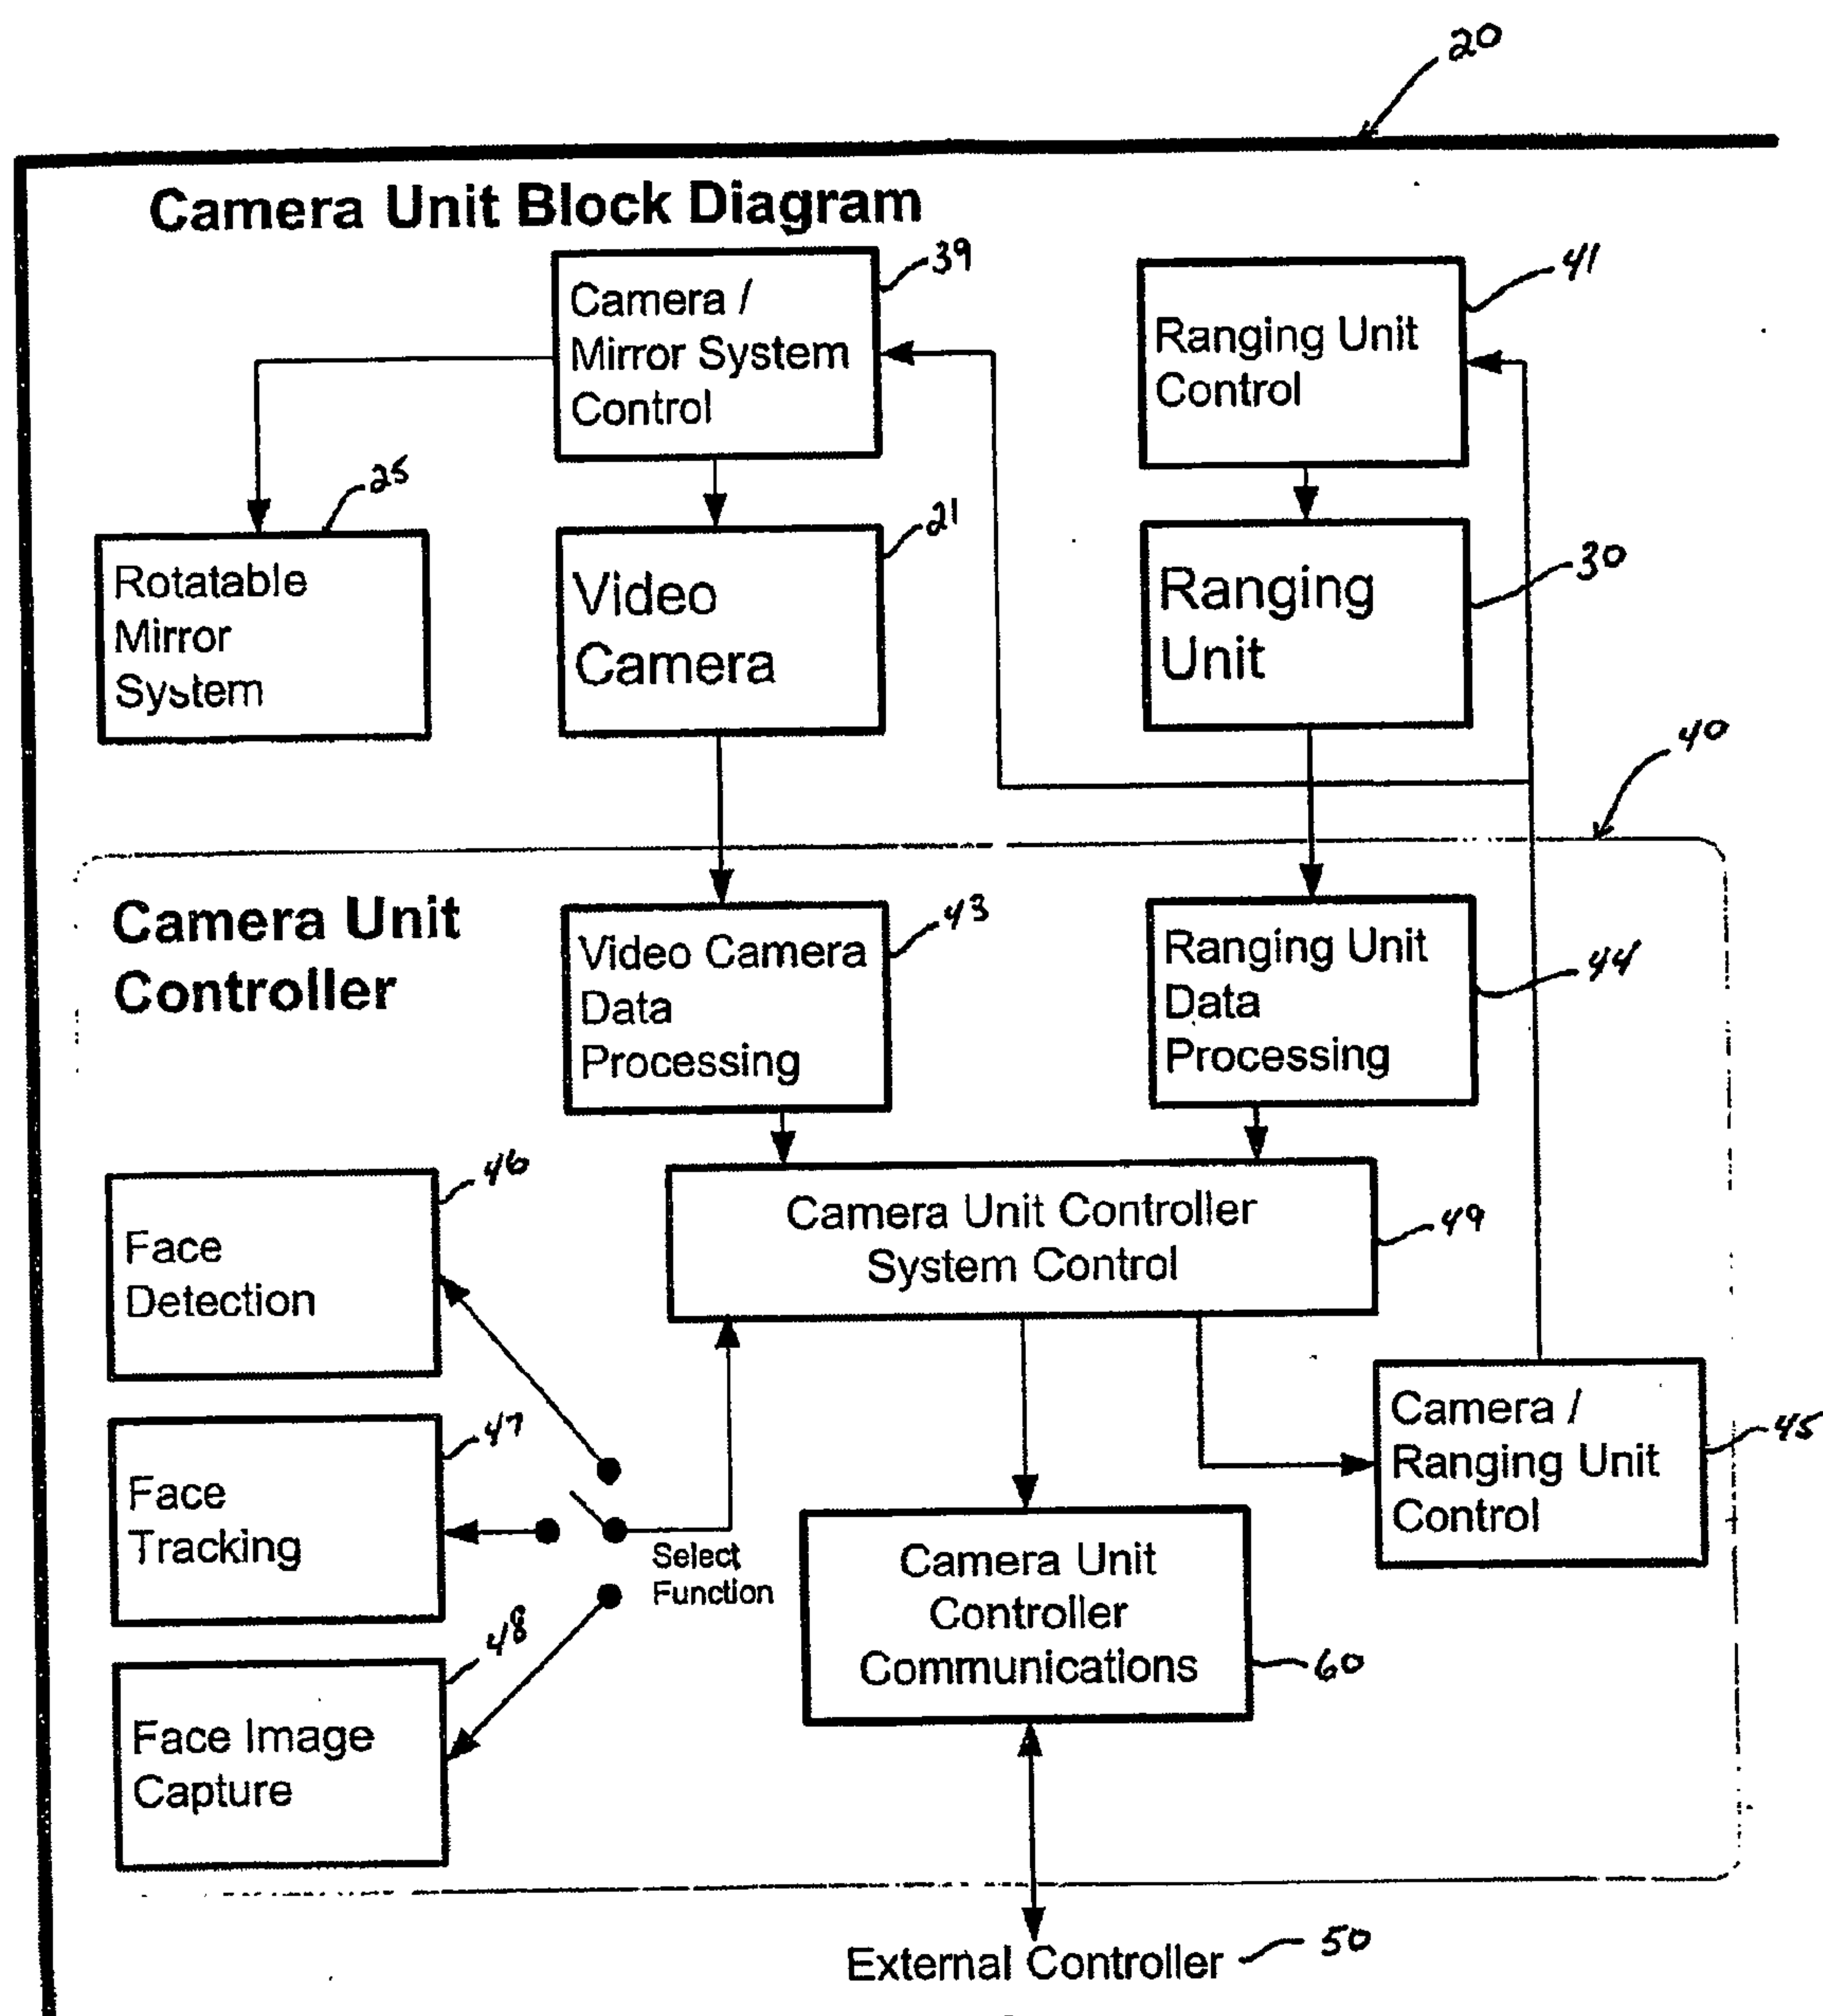 20
Camera Unit Block Diagram
39
Camera /
Mirror System
Control
41
Ranging Unit
Control
25
Rotatable
Mirror
System
21
Video
Camera
30
Ranging
Unit
40
Camera Unit
Controller
43
Video Camera
Data
Processing
44
Ranging Unit
Data
Processing
46
Face
Detection
Camera Unit Controller
System Control
49
47
Face
Tracking
Select
Function
Camera /
Ranging Unit
Control
45
48
Face Image
Capture
Camera Unit
Controller
Communications
60
External Controller
50